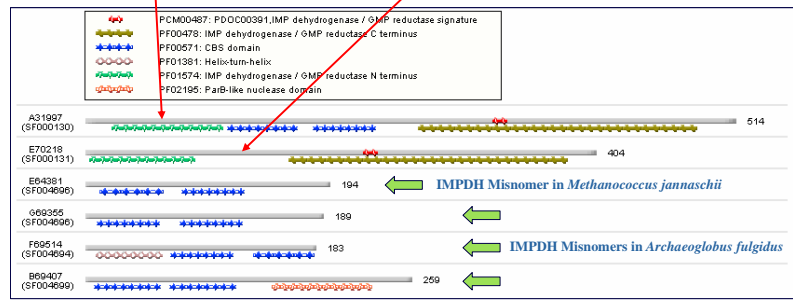 PCM00487: PDOC00391,IMP dehydrogenase / GMP reductase signature
PF00478: IMP dehydrogenase / GMP reductase C terminus
PF00571: CBS domain
PF01381: Helix-turn-helix
PF01574: IMP dehydrogenase / GMP reductase N terminus
PF02195: ParB-like nuclease domain
A31997
(SF000130)
514
E70218
(SF000131)
404
E64381
(SF004696)
194
IMPDH Misnomer in Methanococcus jannaschii
G69355
(SF004696)
189
F69514
(SF004694)
183
IMPDH Misnomers in Archaeoglobus fulgidus
B69407
(SF004699)
259